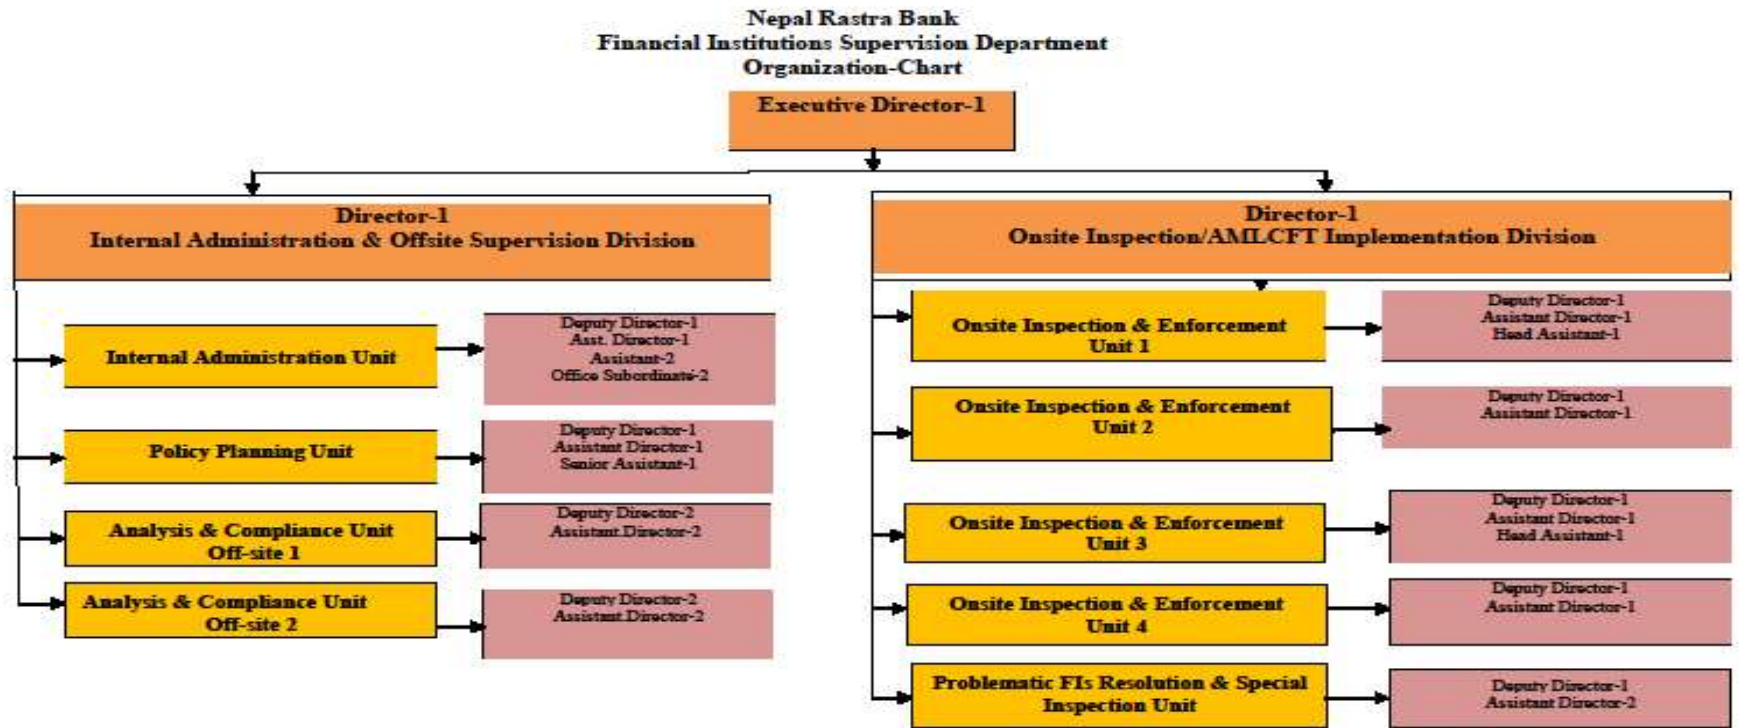 Nepal Rastra Bank
Financial Institutions Supervision Department
Organization-Chart
Executive Director-1
Director-1
Internal Administration & Offsite Supervision Division
Internal Administration Unit
Deputy Director-1
Asst. Director-1
Assistant-2
Office Subordinate-2
Policy Planning Unit
Deputy Director-1
Assistant Director-1
Senior Assistant-1
Analysis & Compliance Unit
Off-site 1
Deputy Director-2
Assistant.Director-2
Analysis & Compliance Unit
Off-site 2
Deputy Director-2
Assistant.Director-2
Director-1
Onsite Inspection/AMLCFT Implementation Division
Onsite Inspection & Enforcement
Unit 1
Deputy Director-1
Assistant Director-1
Head Assistant-1
Onsite Inspection & Enforcement
Unit 2
Deputy Director-1
Assistant Director-1
Onsite Inspection & Enforcement
Unit 3
Deputy Director-1
Assistant Director-1
Head Assistant-1
Onsite Inspection & Enforcement
Unit 4
Deputy Director-1
Assistant Director-1
Problematic FIs Resolution & Special
Inspection Unit
Deputy Director-1
Assistant Director-2